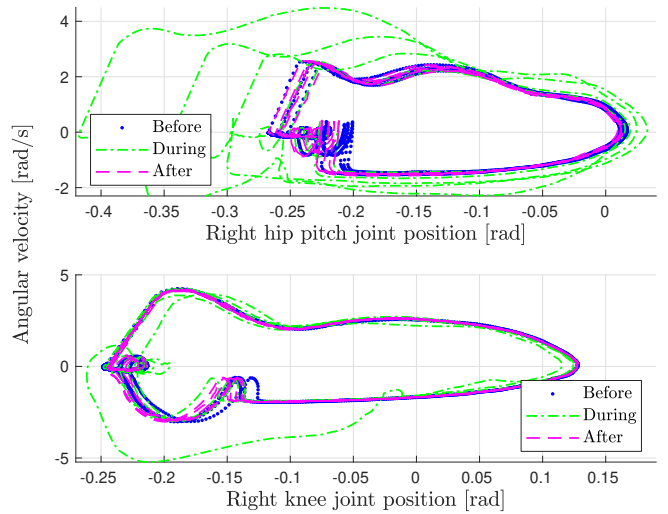 4
2
0
-2
Before
During
After
-0.4 -0.35 -0.3 -0.25 -0.2 -0.15 -0.1 -0.05 0
Right hip pitch joint position [rad]
Angular velocity [rad/s]
5
0
-5
Before
During
After
-0.25 -0.2 -0.15 -0.1 -0.05 0 0.05 0.1 0.15
Right knee joint position [rad]